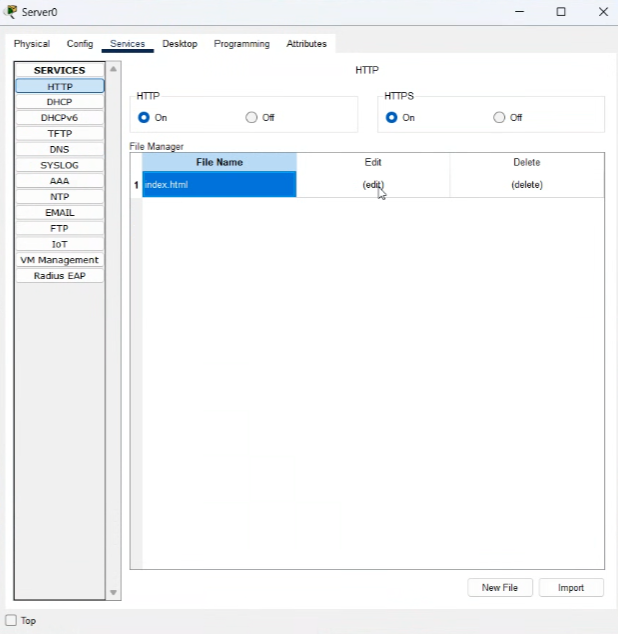 Server0
Physical Config Services Desktop Programming Attributes
SERVICES
HTTP
DHCP
DHCPv6
TFTP
DNS
SYSLOG
AAA
NTP
EMAIL
FTP
IoT
VM Management
Radius EAP
HTTP
HTTP
On Off
HTTPS
On Off
File Manager
File Name Edit Delete
1 index.html (edit) (delete)
New File Import
Top